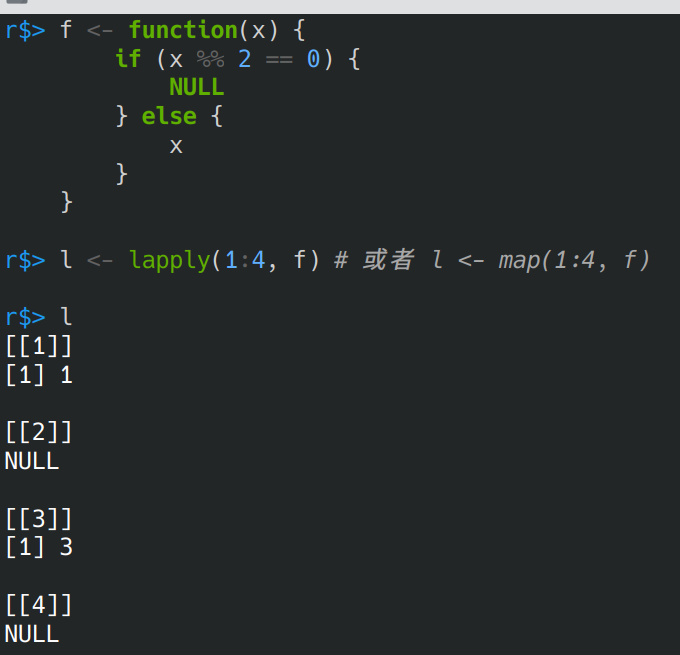 r$> f <- function(x) {
        if (x %% 2 == 0) {
            NULL
        } else {
            x
        }
    }
r$> l <- lapply(1:4, f) # 或者 l <- map(1:4, f)
r$> l
[[1]]
[1] 1
[[2]]
NULL
[[3]]
[1] 3
[[4]]
NULL